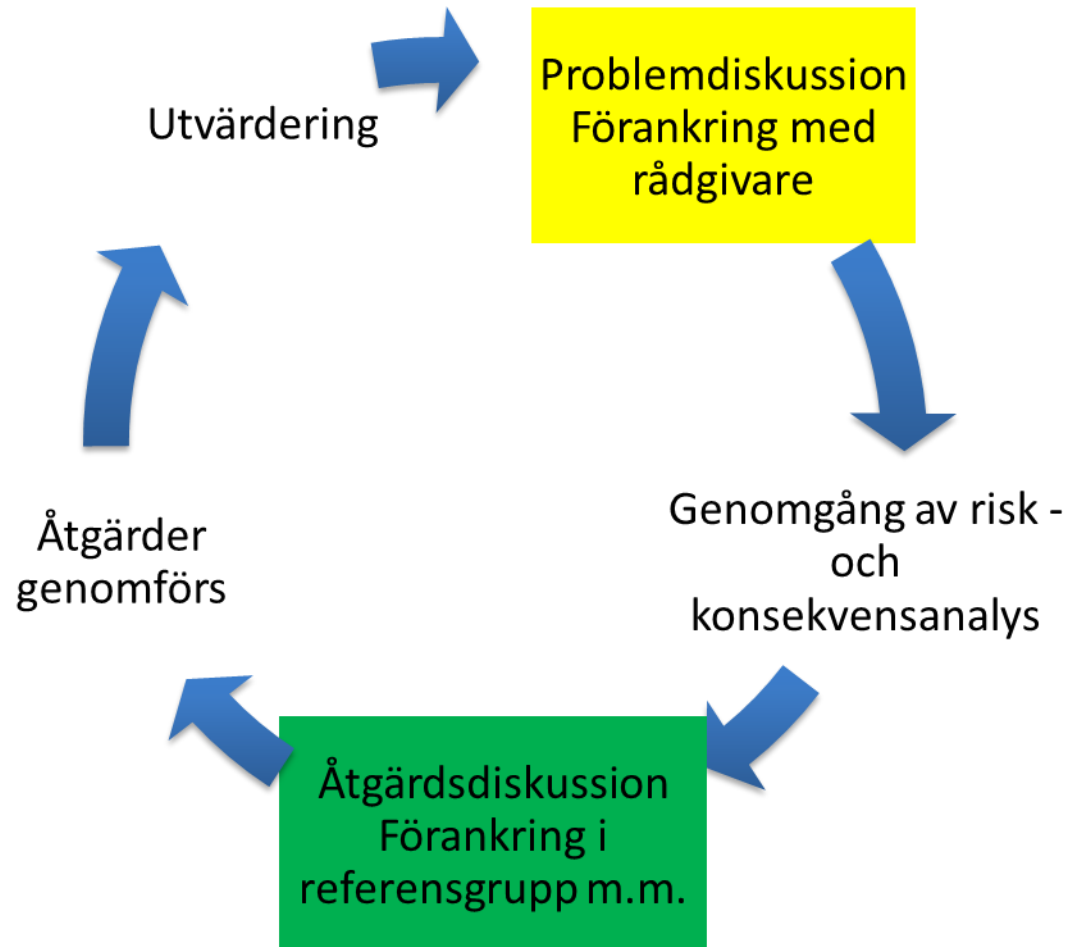 Problemdiskussion
Förankring med
rådgivare
Genomgång av risk -
och
konsekvensanalys
Åtgärdsdiskussion
Förankring i
referensgrupp m.m.
Åtgärder
genomförs
Utvärdering